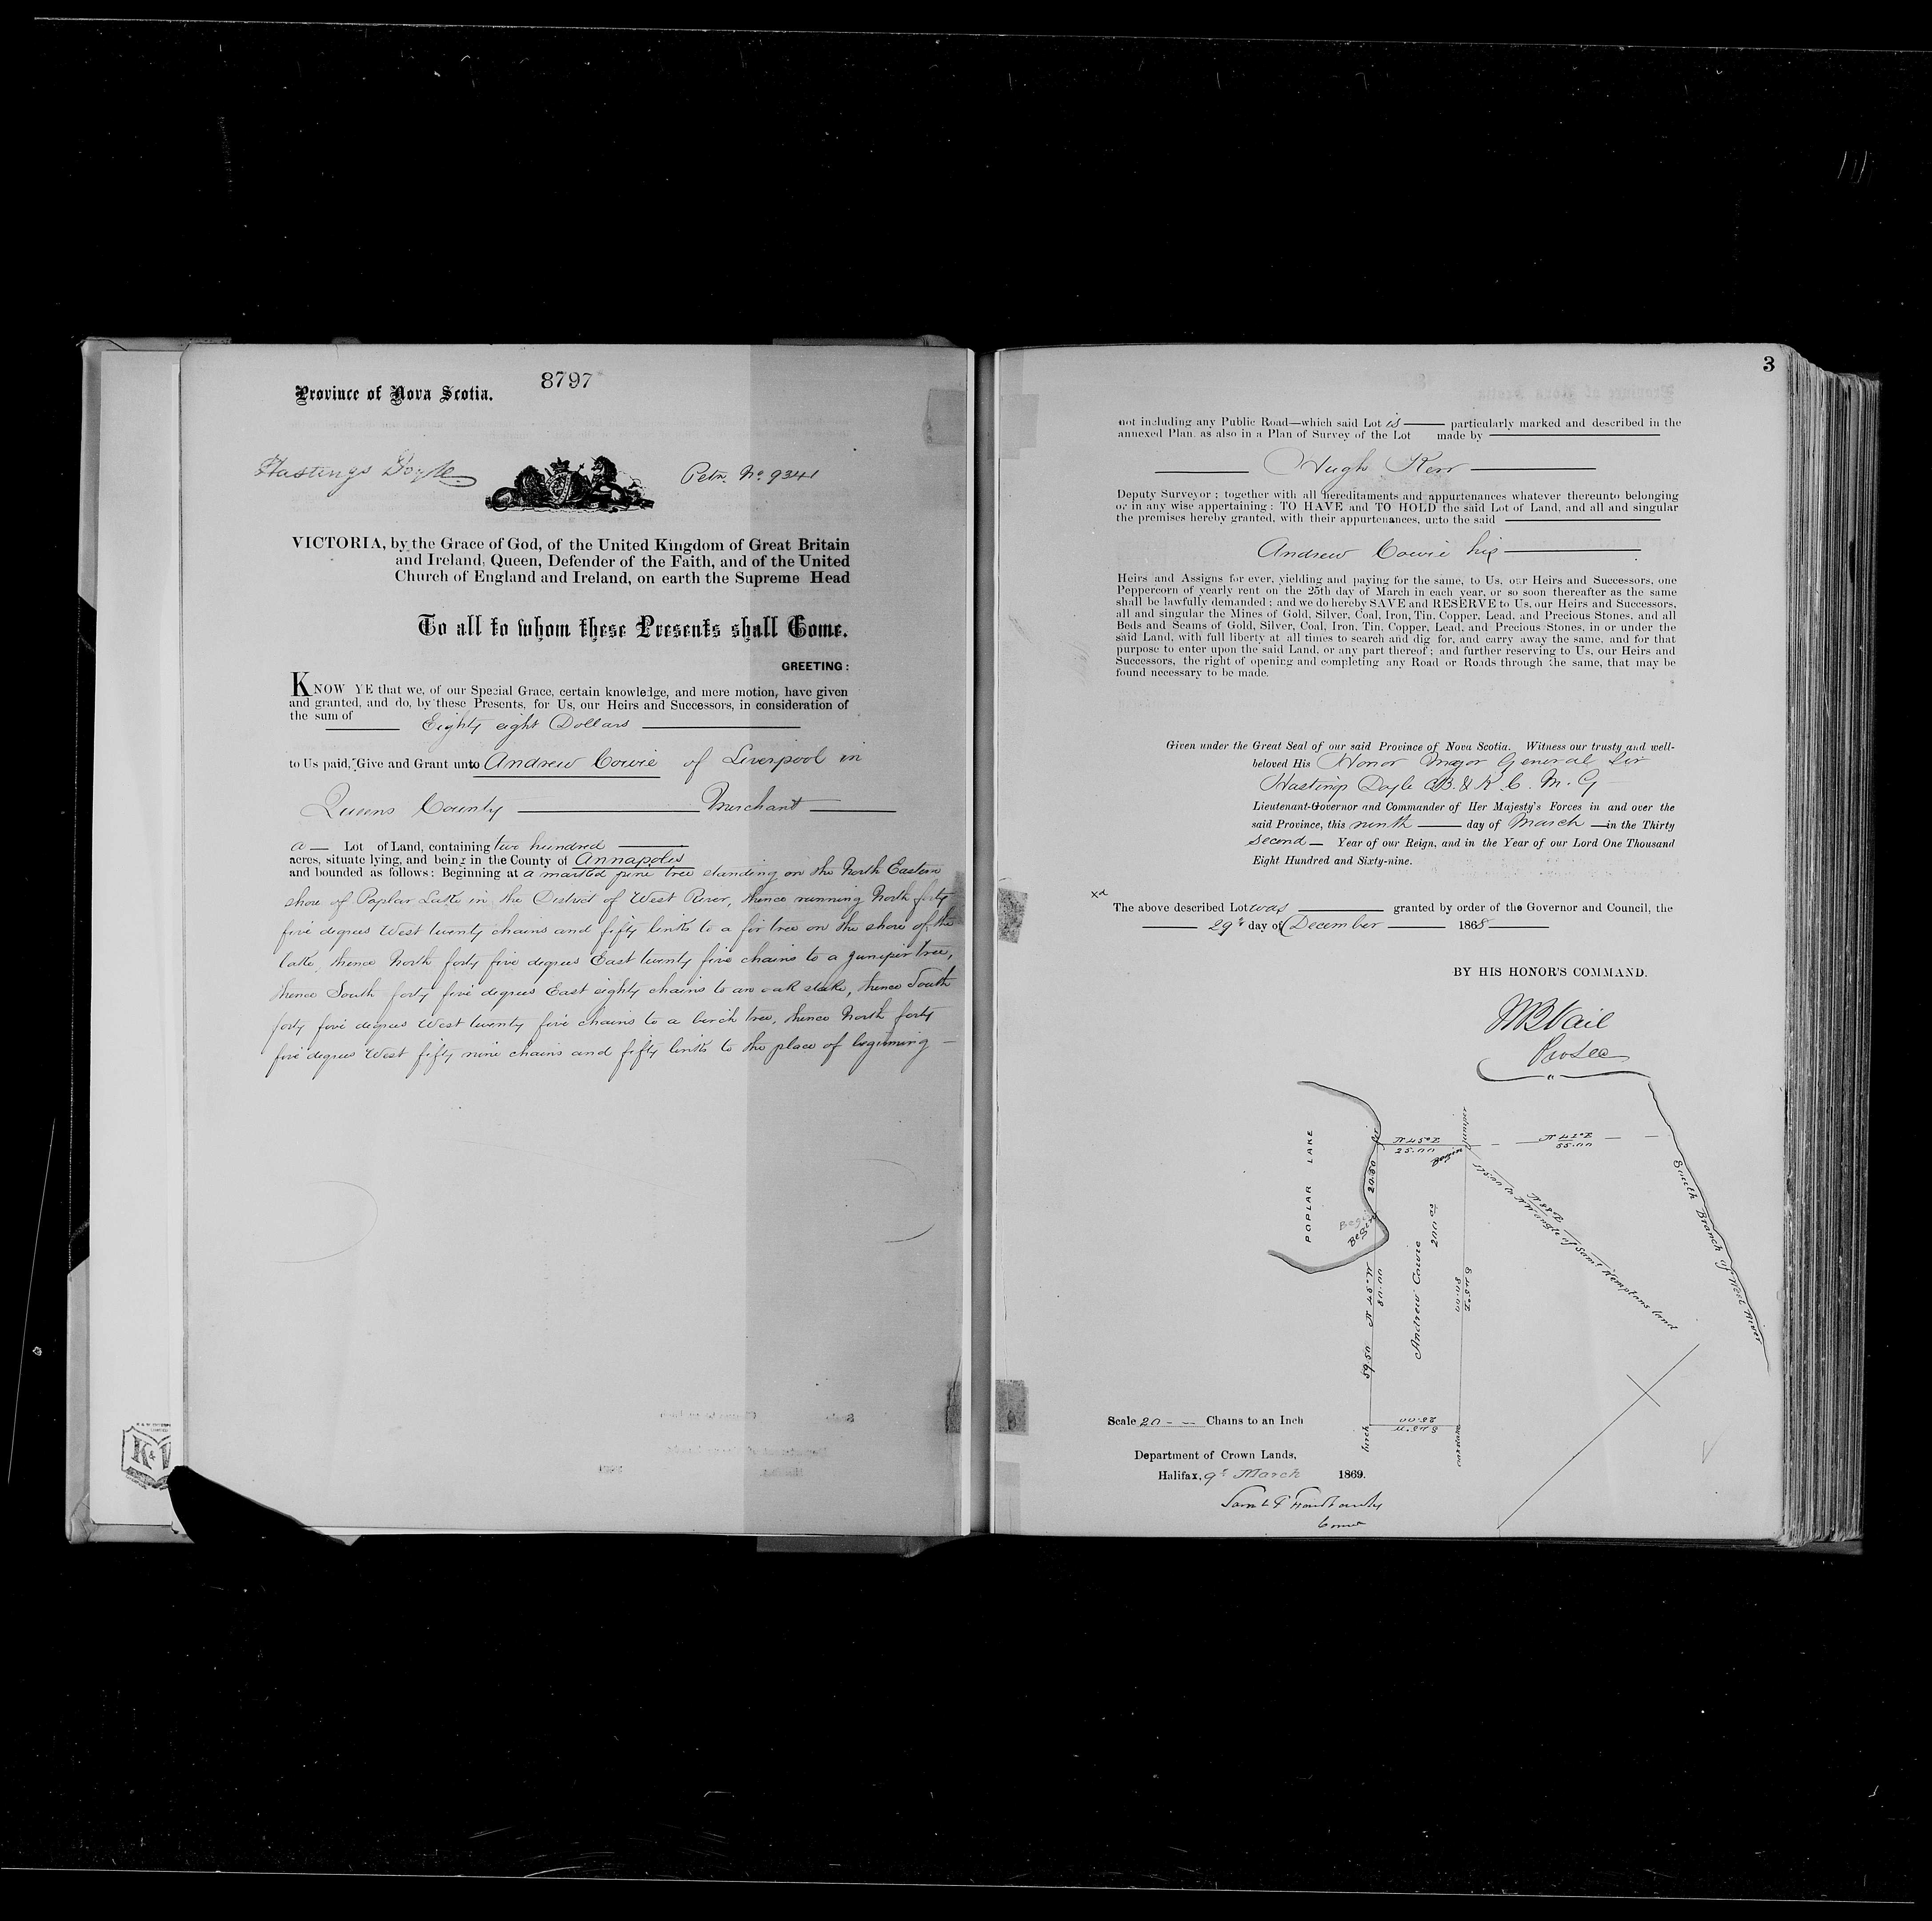 8797
Province of Nova Scotia.
Hastings Doyle
Petn. No. 9341
VICTORIA, by the Grace of God, of the United Kingdom of Great Britain
and Ireland, Queen, Defender of the Faith, and of the United
Church of England and Ireland, on earth the Supreme Head
To all to whom these Presents shall Come.
GREETING:
KNOW YE that we, of our Special Grace, certain knowledge, and mere motion, have given
and granted, and do, by these Presents, for Us, our Heirs and Successors, in consideration of
the sum of
Eighty eight Dollars
to Us paid, Give and Grant unto Andrew Cowie of Liverpool in
Queens County Merchant
a Lot of Land, containing two hundred
acres, situate lying, and being in the County of Annapolis
and bounded as follows: Beginning at a marked pine tree standing on the North Eastern
shore of Poplar Lake in the District of West River, thence running North forty
five degrees West twenty chains and fifty links to a fir tree on the shore of the
lake, thence North forty five degrees East twenty five chains to a juniper tree,
thence South forty five degrees East eighty chains to an oak stake, thence South
forty five degrees West twenty five chains to a birch tree, thence North forty
five degrees West fifty nine chains and fifty links to the place of beginning
3
not including any Public Road—which said Lot is particularly marked and described in the
annexed Plan, as also in a Plan of Survey of the Lot made by
Hugh Kerr
Deputy Surveyor; together with all hereditaments and appurtenances whatever thereunto belonging
or in any wise appertaining: TO HAVE and TO HOLD the said Lot of Land, and all and singular
the premises hereby granted, with their appurtenances, unto the said
Andrew Cowie his
Heirs and Assigns for ever, yielding and paying for the same, to Us, our Heirs and Successors, one
Peppercorn of yearly rent on the 25th day of March in each year, or so soon thereafter as the same
shall be lawfully demanded; and we do hereby SAVE and RESERVE to Us, our Heirs and Successors,
all and singular the Mines of Gold, Silver, Coal, Iron, Tin, Copper, Lead, and Precious Stones, and all
Beds and Seams of Gold, Silver, Coal, Iron, Tin, Copper, Lead, and Precious Stones, in or under the
said Land, with full liberty at all times to search and dig for, and carry away the same, and for that
purpose to enter upon the said Land, or any part thereof; and further reserving to Us, our Heirs and
Successors, the right of opening and completing any Road or Roads through the same, that may be
found necessary to be made.
Given under the Great Seal of our said Province of Nova Scotia. Witness our trusty and well-
beloved His Honor Major General Sir
Hastings Doyle C.B. & K. C. M. G
Lieutenant-Governor and Commander of Her Majesty's Forces in and over the
said Province, this ninth day of March in the Thirty
second Year of our Reign, and in the Year of our Lord One Thousand
Eight Hundred and Sixty-nine.
xd
The above described Lot was granted by order of the Governor and Council, the
29th day of December 1868
BY HIS HONOR'S COMMAND.
W B Vail
Pro Sec
POPLAR LAKE
fir
N 45° E
25.00
juniper
Begin
N 42° E
55.00
20.50
Begin
N 45° W
80.00
59.50
Andrew Cowie
200 as
S 45° E
80.00
N 88 E
of Saml Kemptons land
South Branch of West River
S 45° W
25.00
birch
oak stake
Scale 20 Chains to an Inch
Department of Crown Lands,
Halifax, 9th March 1869.